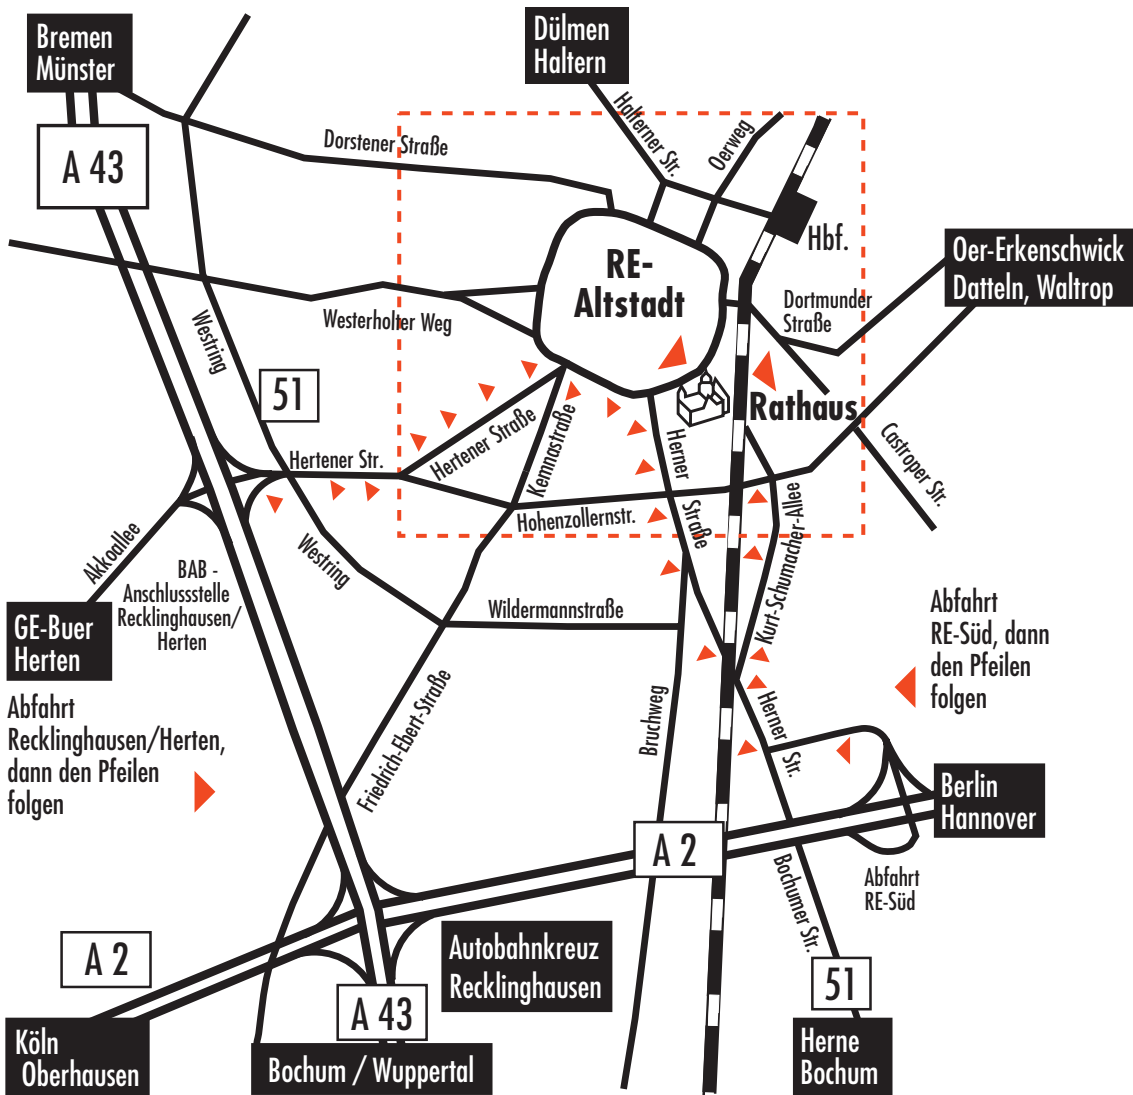 Bremen
Münster
Dülmen
Haltern
A 43
Dorstener Straße
Halterner Str.
Oerweg
Hbf.
RE-
Altstadt
Oer-Erkenschwick
Datteln, Waltrop
Dortmunder
Straße
Westerholter Weg
Westring
51
Rathaus
Hertener Straße
Kemnastraße
Herner
Straße
Castroper Str.
Hertener Str.
Hohenzollernstr.
Kurt-Schumacher-Allee
Akkoallee
Westring
BAB -
Anschlussstelle
Recklinghausen/
Herten
Wildermannstraße
GE-Buer
Herten
Abfahrt
RE-Süd, dann
den Pfeilen
folgen
Abfahrt
Recklinghausen/Herten,
dann den Pfeilen
folgen
Friedrich-Ebert-Straße
Bruchweg
Herner Str.
Berlin
Hannover
A 2
Bochumer Str.
Abfahrt
RE-Süd
A 2
Autobahnkreuz
Recklinghausen
51
A 43
Köln
Oberhausen
Bochum / Wuppertal
Herne
Bochum